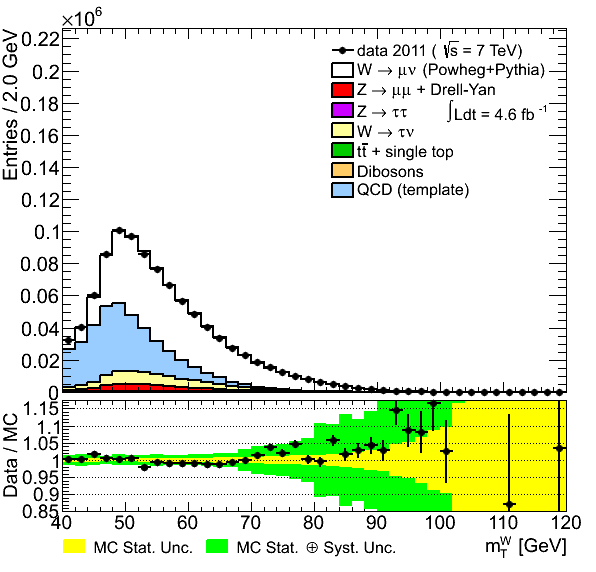 ×10⁶
Entries / 2.0 GeV
0.22
0.2
0.18
0.16
0.14
0.12
0.1
0.08
0.06
0.04
0.02
0
data 2011 ( √s = 7 TeV)
W → μν (Powheg+Pythia)
Z → μμ + Drell-Yan
Z → ττ
∫Ldt = 4.6 fb⁻¹
W → τν
tt̄ + single top
Dibosons
QCD (template)
Data / MC
1.15
1.1
1.05
1
0.95
0.9
0.85
40 50 60 70 80 90 100 110 120
m_T^W [GeV]
MC Stat. Unc.
MC Stat. ⊕ Syst. Unc.